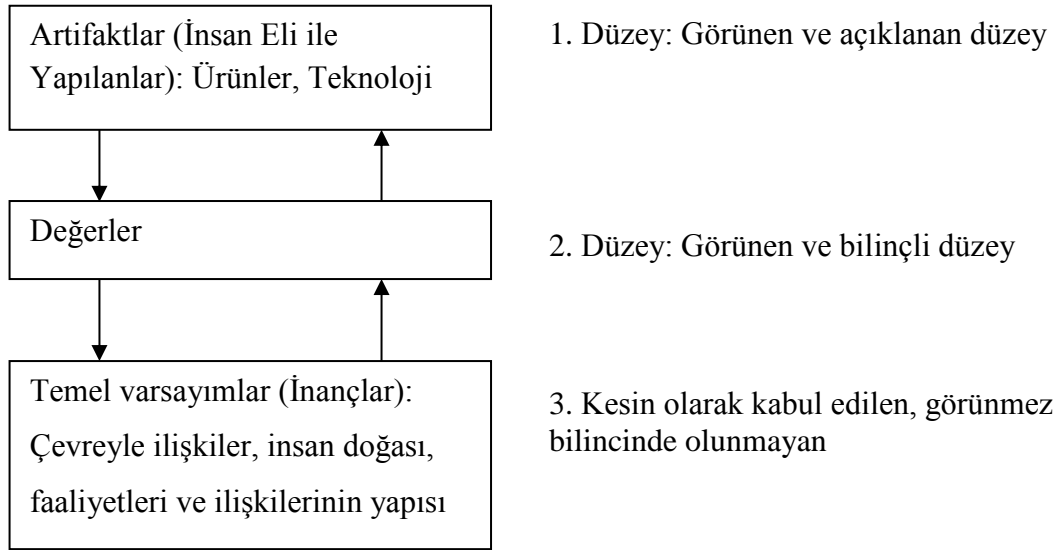 Artifaktlar (İnsan Eli ile
Yapılanlar): Ürünler, Teknoloji
1. Düzey: Görünen ve açıklanan düzey
Değerler
2. Düzey: Görünen ve bilinçli düzey
Temel varsayımlar (İnançlar):
Çevreyle ilişkiler, insan doğası,
faaliyetleri ve ilişkilerinin yapısı
3. Kesin olarak kabul edilen, görünmez
bilincinde olunmayan